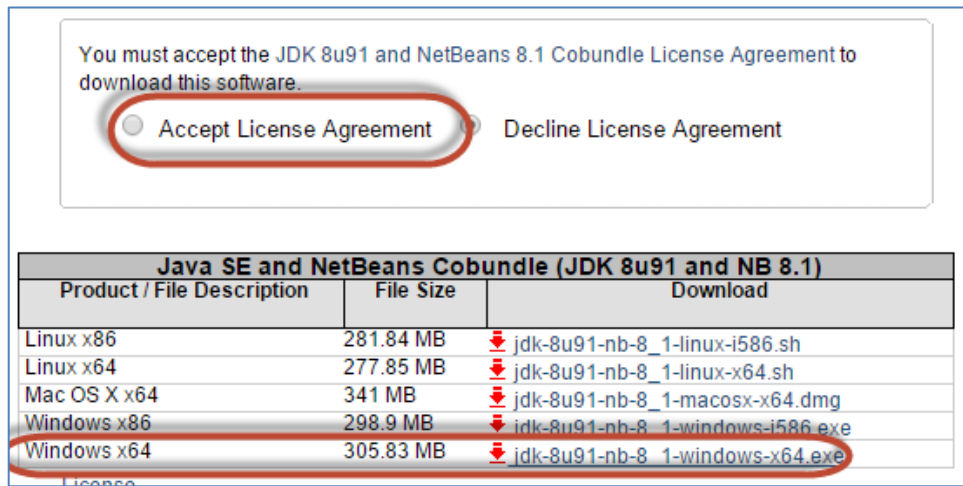 You must accept the JDK 8u91 and NetBeans 8.1 Cobundle License Agreement to
download this software.
Accept License Agreement Decline License Agreement
Java SE and NetBeans Cobundle (JDK 8u91 and NB 8.1)
Product / File Description File Size Download
Linux x86 281.84 MB jdk-8u91-nb-8_1-linux-i586.sh
Linux x64 277.85 MB jdk-8u91-nb-8_1-linux-x64.sh
Mac OS X x64 341 MB jdk-8u91-nb-8_1-macosx-x64.dmg
Windows x86 298.9 MB jdk-8u91-nb-8_1-windows-i586.exe
Windows x64 305.83 MB jdk-8u91-nb-8_1-windows-x64.exe
License